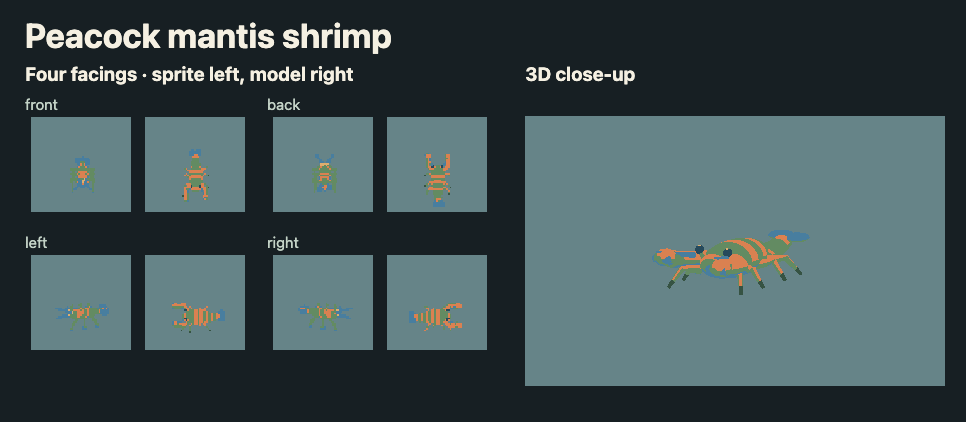 Peacock mantis shrimp
Four facings · sprite left, model right
3D close-up
front
back
left
right